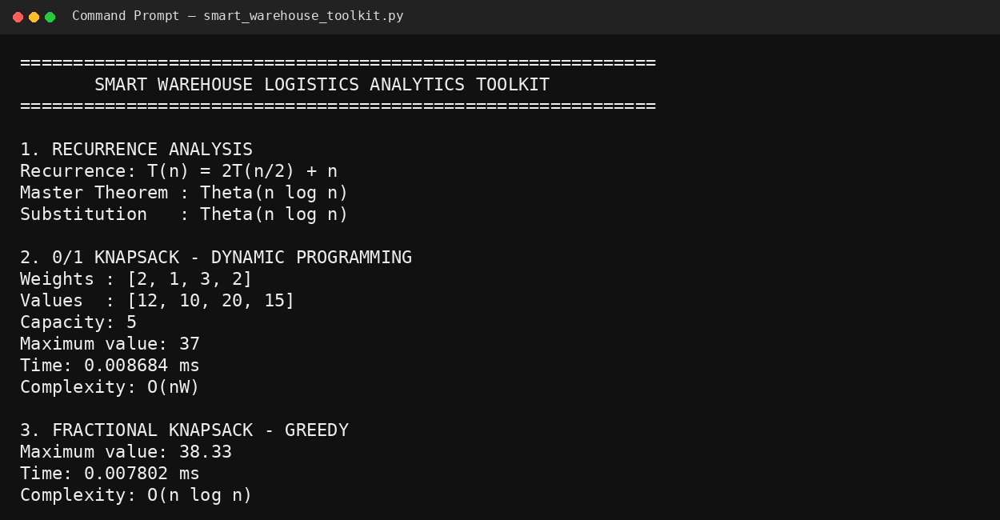 Command Prompt — smart_warehouse_toolkit.py
============================================================
SMART WAREHOUSE LOGISTICS ANALYTICS TOOLKIT
============================================================
1. RECURRENCE ANALYSIS
Recurrence: T(n) = 2T(n/2) + n
Master Theorem : Theta(n log n)
Substitution   : Theta(n log n)
2. 0/1 KNAPSACK - DYNAMIC PROGRAMMING
Weights : [2, 1, 3, 2]
Values  : [12, 10, 20, 15]
Capacity: 5
Maximum value: 37
Time: 0.008684 ms
Complexity: O(nW)
3. FRACTIONAL KNAPSACK - GREEDY
Maximum value: 38.33
Time: 0.007802 ms
Complexity: O(n log n)